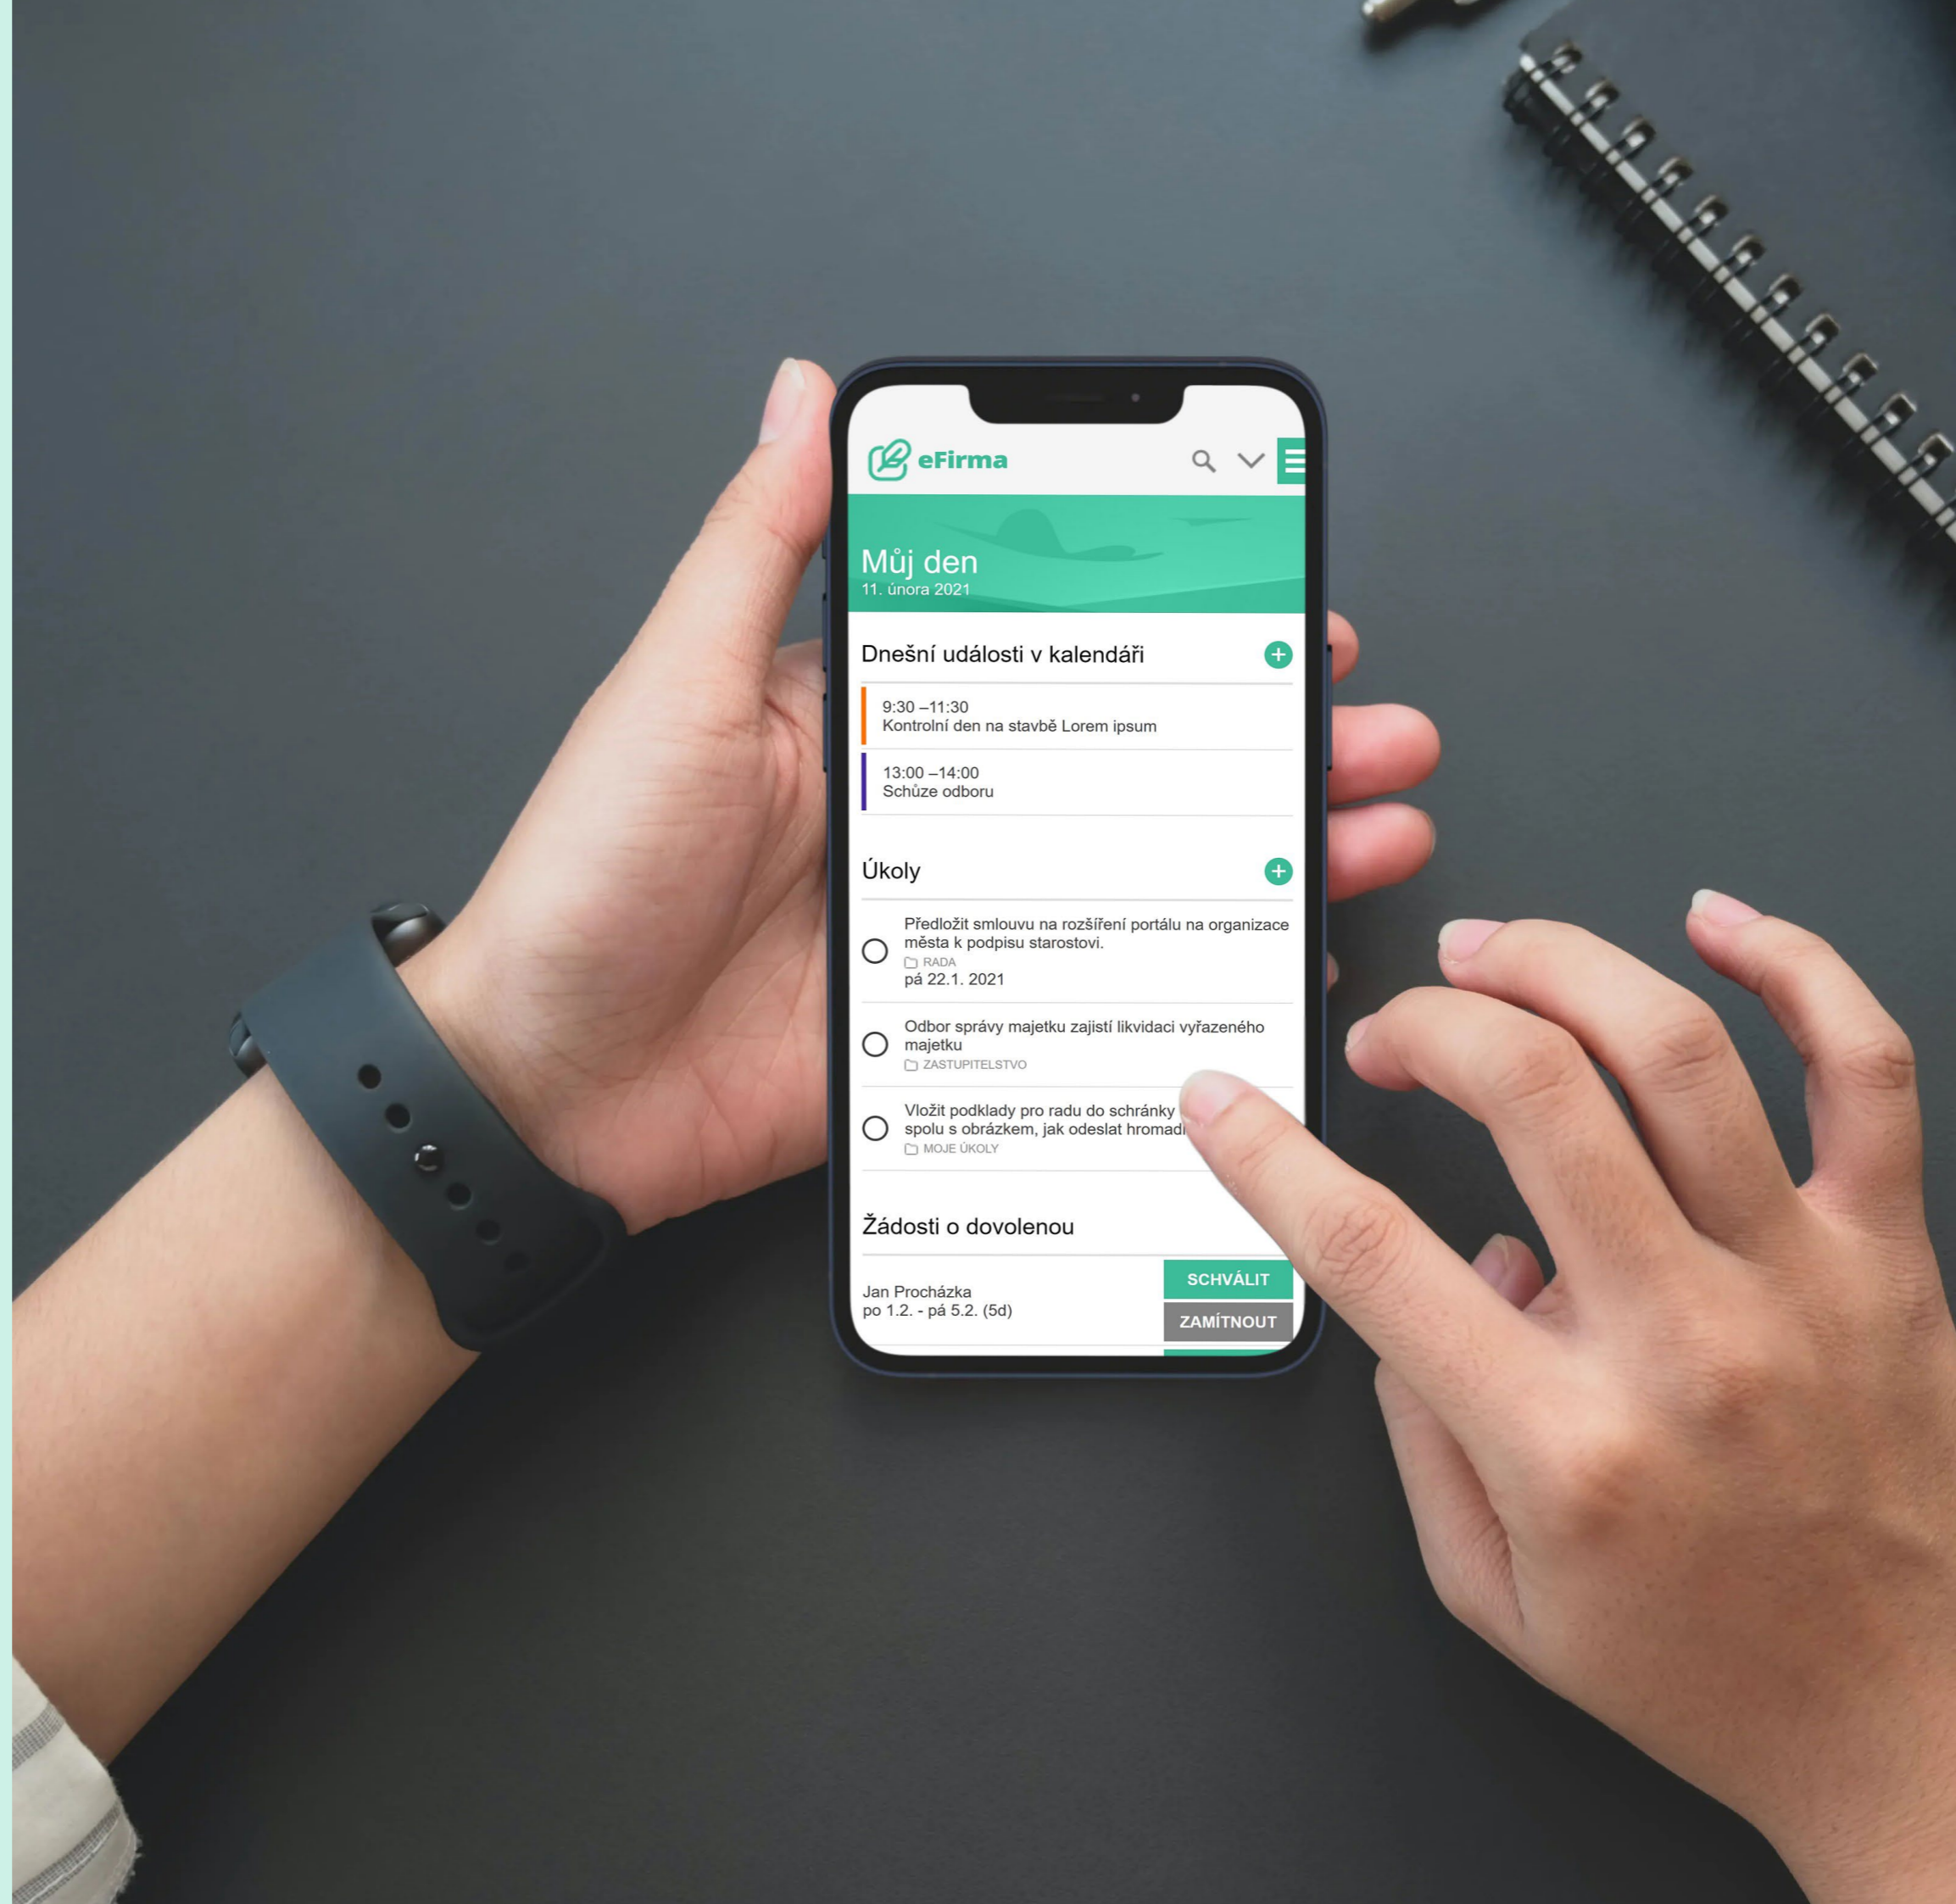 eFirma
Můj den
11. února 2021
Dnešní události v kalendáři
9:30 –11:30
Kontrolní den na stavbě Lorem ipsum
13:00 –14:00
Schůze odboru
Úkoly
Předložit smlouvu na rozšíření portálu na organizace
města k podpisu starostovi.
RADA
pá 22.1. 2021
Odbor správy majetku zajistí likvidaci vyřazeného
majetku
ZASTUPITELSTVO
Vložit podklady pro radu do schránky
spolu s obrázkem, jak odeslat
MOJE ÚKOLY
Žádosti o dovolenou
Jan Procházka
po 1.2. - pá 5.2. (5d)
SCHVÁLIT
ZAMÍTNOUT